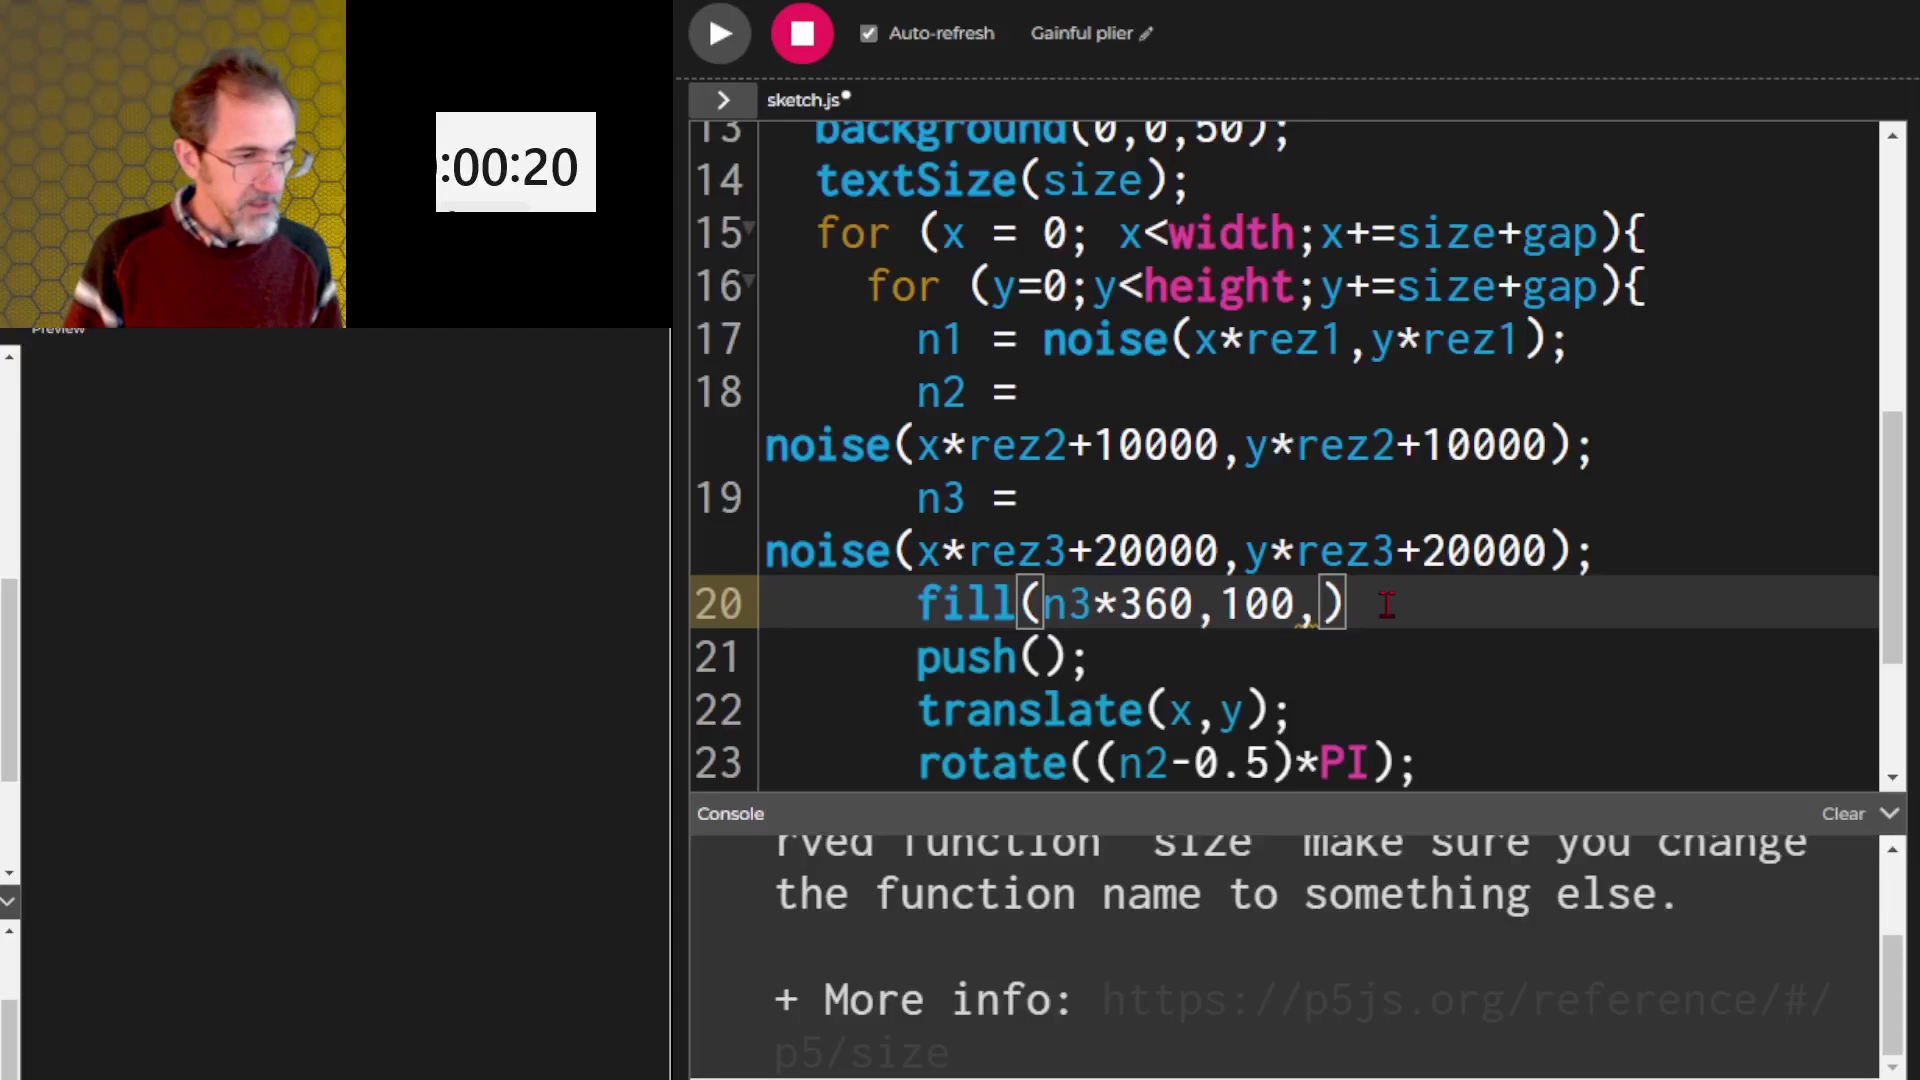 Auto-refresh
Gainful plier
sketch.js
:00:20
Preview
13 background(0,0,50);
14 textSize(size);
15 for (x = 0; x<width;x+=size+gap){
16 for (y=0;y<height;y+=size+gap){
17 n1 = noise(x*rez1,y*rez1);
18 n2 =
noise(x*rez2+10000,y*rez2+10000);
19 n3 =
noise(x*rez3+20000,y*rez3+20000);
20 fill(n3*360,100,)
21 push();
22 translate(x,y);
23 rotate((n2-0.5)*PI);
Console
Clear
rved function size make sure you change
the function name to something else.
+ More info: https://p5js.org/reference/#/
p5/size